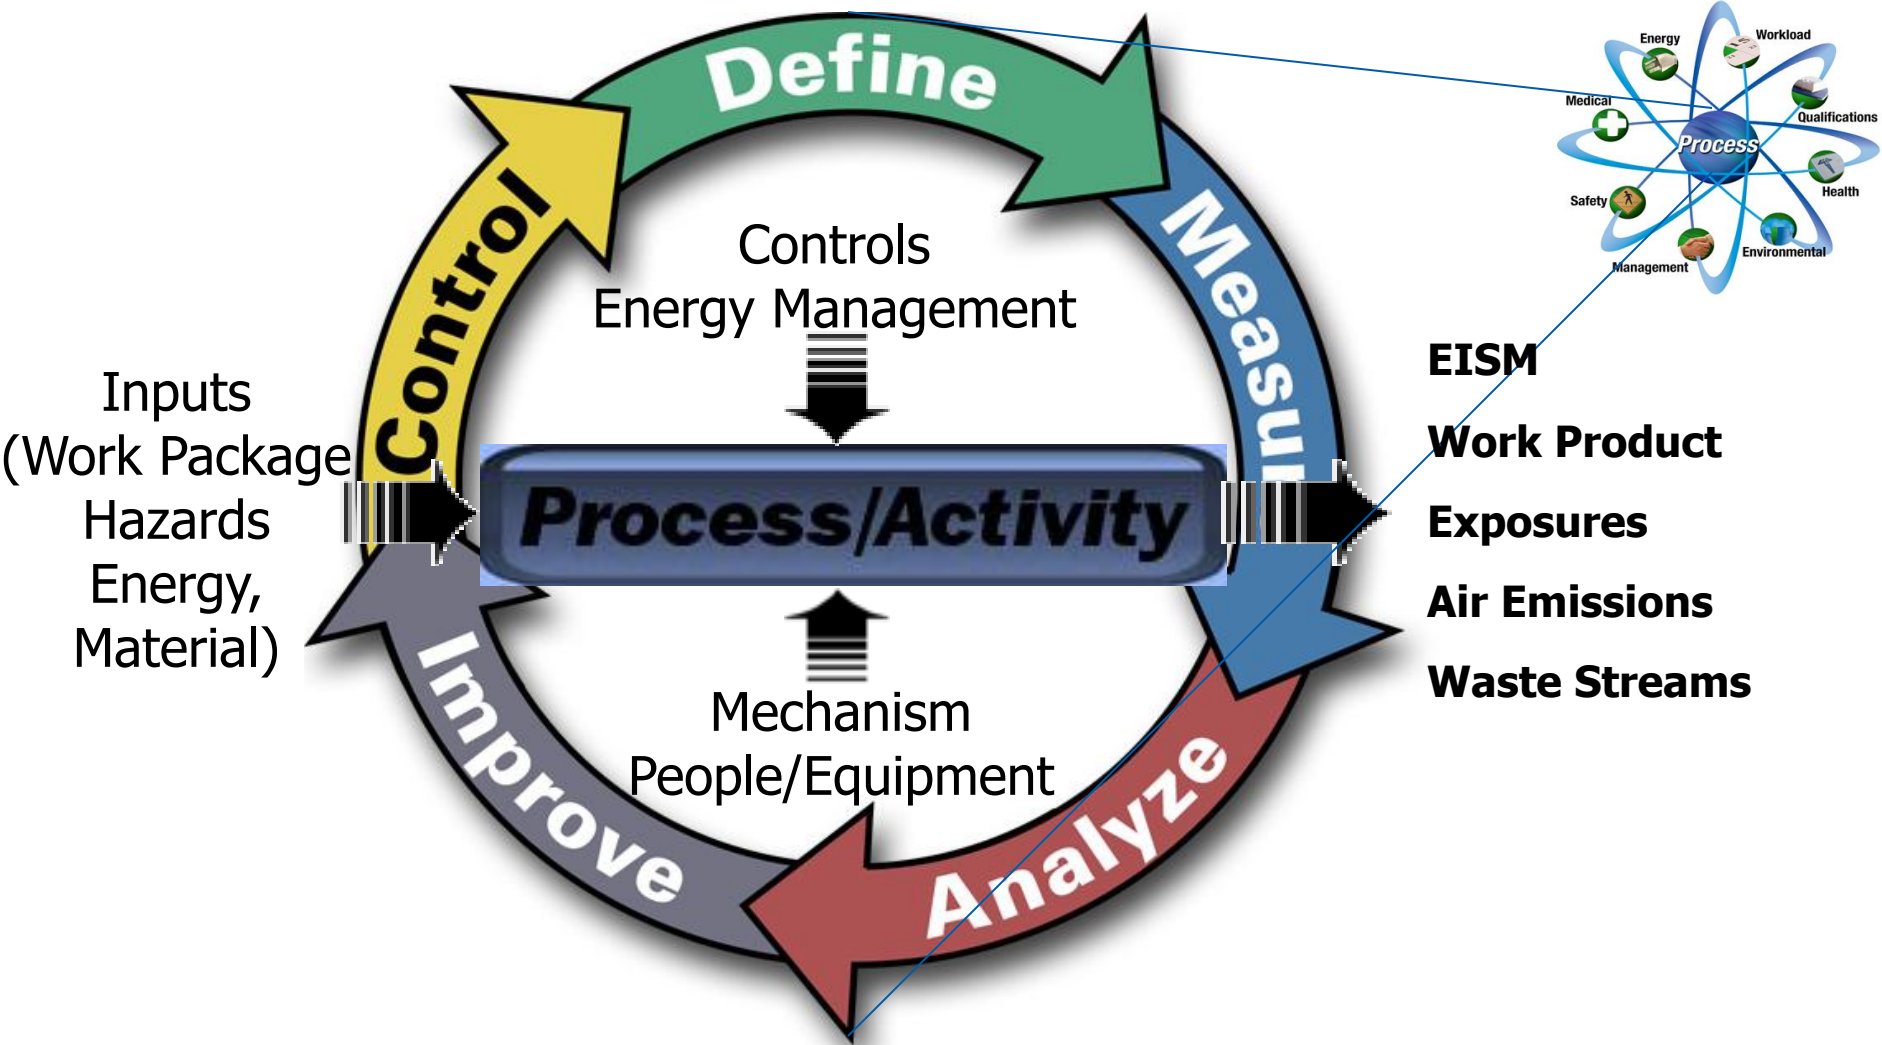 Define
Measu
Analyze
Improve
Control
Controls
Energy Management
Inputs
(Work Package
Hazards
Energy,
Material)
Process/Activity
Mechanism
People/Equipment
EISM
Work Product
Exposures
Air Emissions
Waste Streams
Energy
Workload
Medical
Qualifications
Process
Health
Safety
Environmental
Management